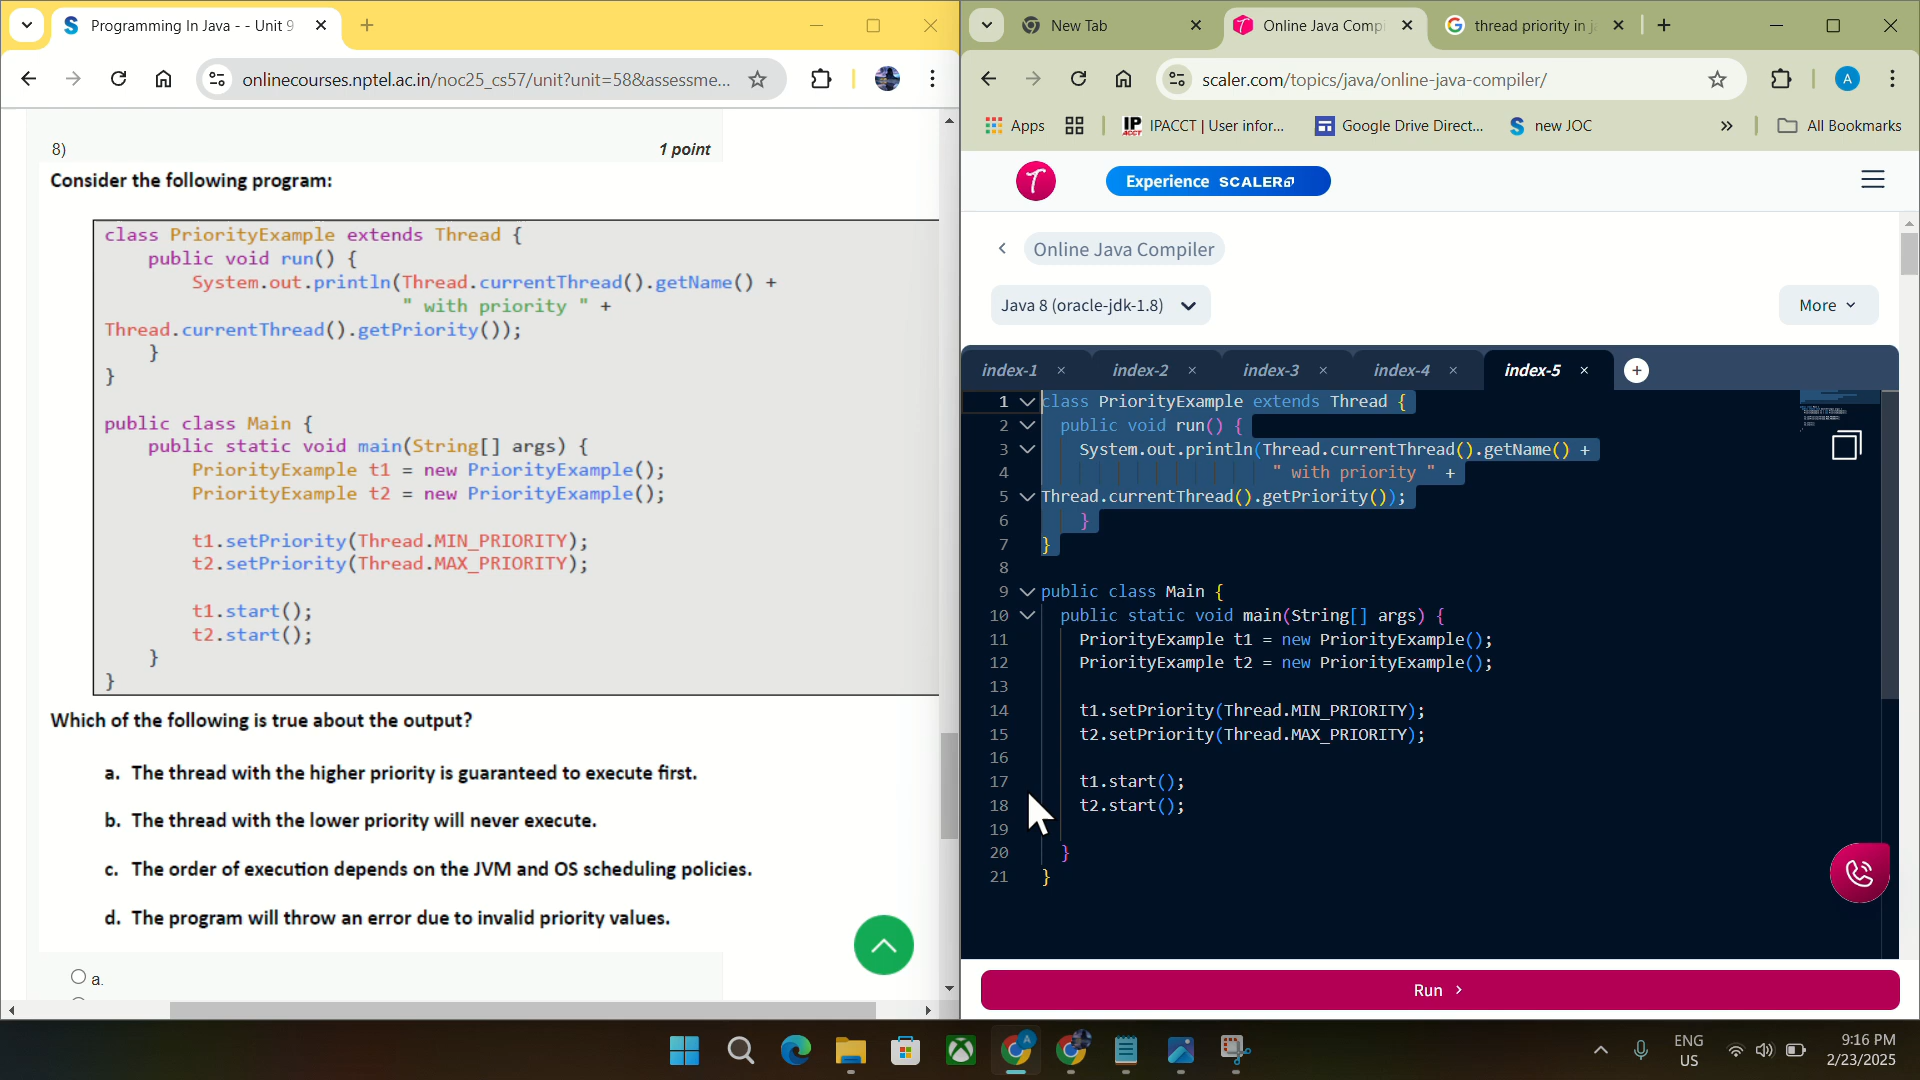 Programming In Java - - Unit 9
onlinecourses.nptel.ac.in/noc25_cs57/unit?unit=58&assessme...
8)
1 point
Consider the following program:
class PriorityExample extends Thread {
public void run() {
System.out.println(Thread.currentThread().getName() +
" with priority " +
Thread.currentThread().getPriority());
}
}
public class Main {
public static void main(String[] args) {
PriorityExample t1 = new PriorityExample();
PriorityExample t2 = new PriorityExample();
t1.setPriority(Thread.MIN_PRIORITY);
t2.setPriority(Thread.MAX_PRIORITY);
t1.start();
t2.start();
}
}
Which of the following is true about the output?
a. The thread with the higher priority is guaranteed to execute first.
b. The thread with the lower priority will never execute.
c. The order of execution depends on the JVM and OS scheduling policies.
d. The program will throw an error due to invalid priority values.
a.
New Tab
Online Java Compi
thread priority in j
scaler.com/topics/java/online-java-compiler/
A
Apps
IPACCT | User infor...
Google Drive Direct...
new JOC
All Bookmarks
Experience SCALER
Online Java Compiler
Java 8 (oracle-jdk-1.8)
More
index-1
index-2
index-3
index-4
index-5
1 class PriorityExample extends Thread {
2 public void run() {
3 System.out.println(Thread.currentThread().getName() +
4 " with priority " +
5 Thread.currentThread().getPriority());
6 }
7 }
8
9 public class Main {
10 public static void main(String[] args) {
11 PriorityExample t1 = new PriorityExample();
12 PriorityExample t2 = new PriorityExample();
13
14 t1.setPriority(Thread.MIN_PRIORITY);
15 t2.setPriority(Thread.MAX_PRIORITY);
16
17 t1.start();
18 t2.start();
19
20 }
21 }
Run
ENG
US
9:16 PM
2/23/2025